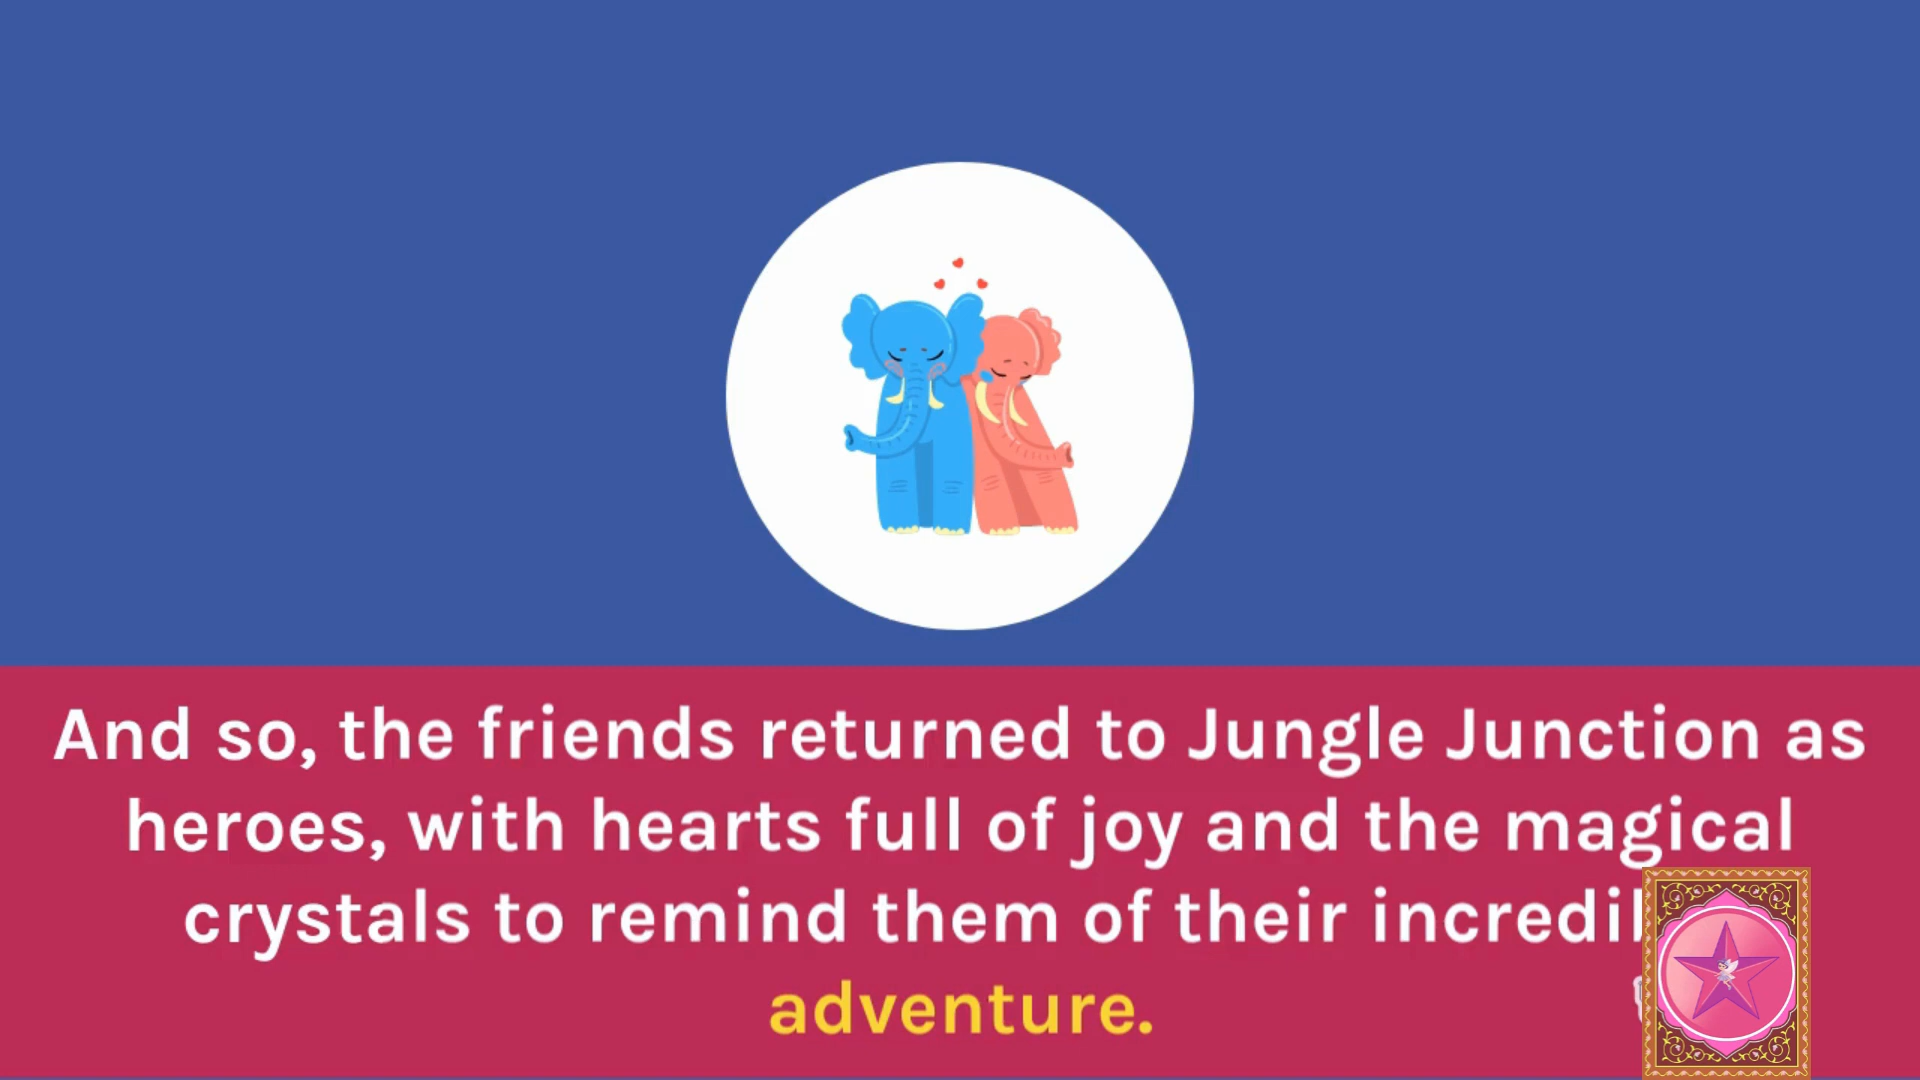 And so, the friends returned to Jungle Junction as
heroes, with hearts full of joy and the magical
crystals to remind them of their
adventure.